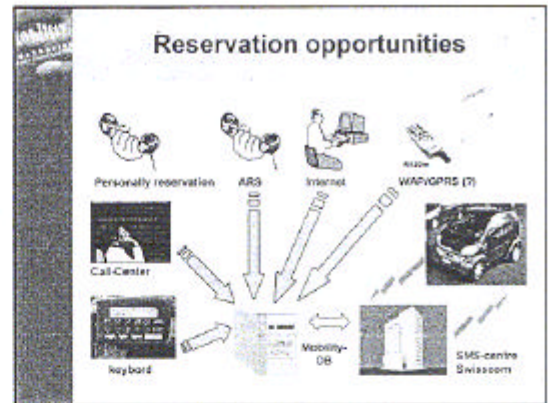 Reservation opportunities
Personally reservation
ARS
Internet
WAP/GPRS (?)
Call-Center
keybord
Mobility-
DB
SMS-centre
Swisscom